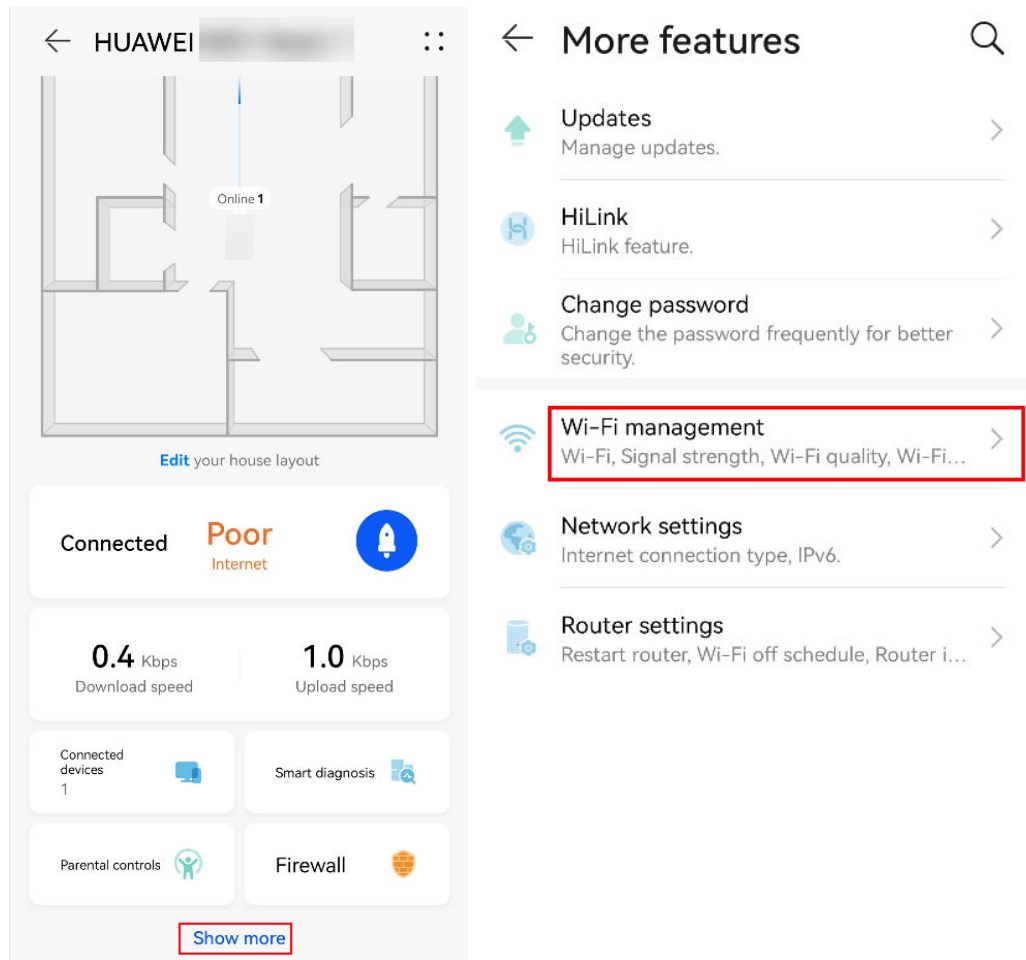 HUAWEI
Online 1
Edit your house layout
Connected
Poor
Internet
0.4 Kbps
Download speed
1.0 Kbps
Upload speed
Connected
devices
1
Smart diagnosis
Parental controls
Firewall
Show more
More features
Updates
Manage updates.
HiLink
HiLink feature.
Change password
Change the password frequently for better
security.
Wi-Fi management
Wi-Fi, Signal strength, Wi-Fi quality, Wi-Fi...
Network settings
Internet connection type, IPv6.
Router settings
Restart router, Wi-Fi off schedule, Router i...